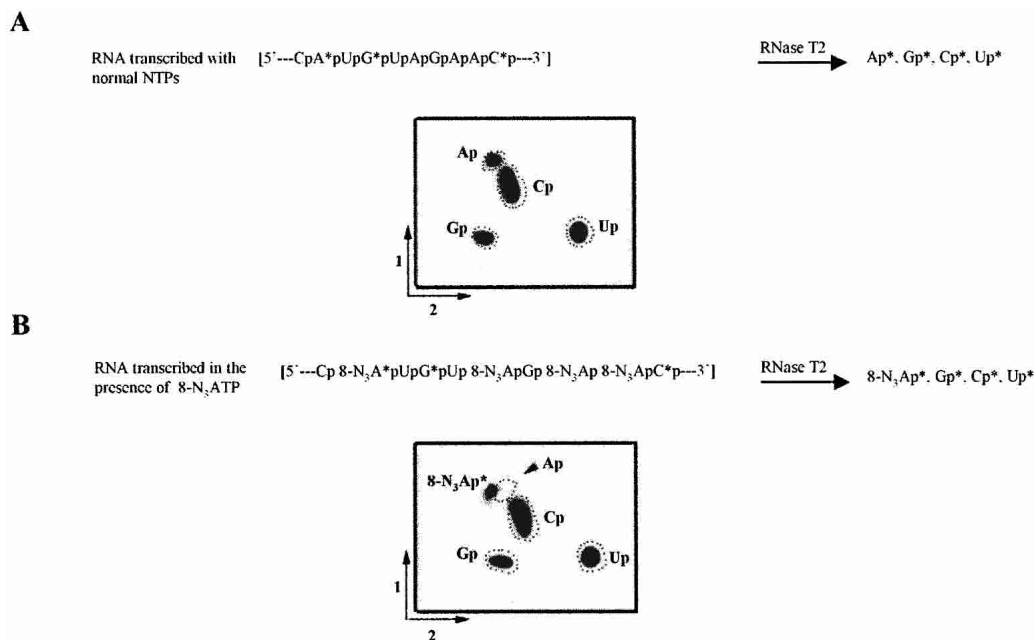 A
RNA transcribed with
normal NTPs
[5`---CpA*pUpG*pUpApGpApApC*p---3`]
RNase T2
Ap*, Gp*, Cp*, Up*
Ap
Cp
Gp
Up
1
2
B
RNA transcribed in the
presence of 8-N₃ATP
[5`---Cp 8-N₃A*pUpG*pUp 8-N₃ApGp 8-N₃Ap 8-N₃ApC*p---3`]
RNase T2
8-N₃Ap*, Gp*, Cp*, Up*
Ap
8-N₃Ap*
Cp
Gp
Up
1
2